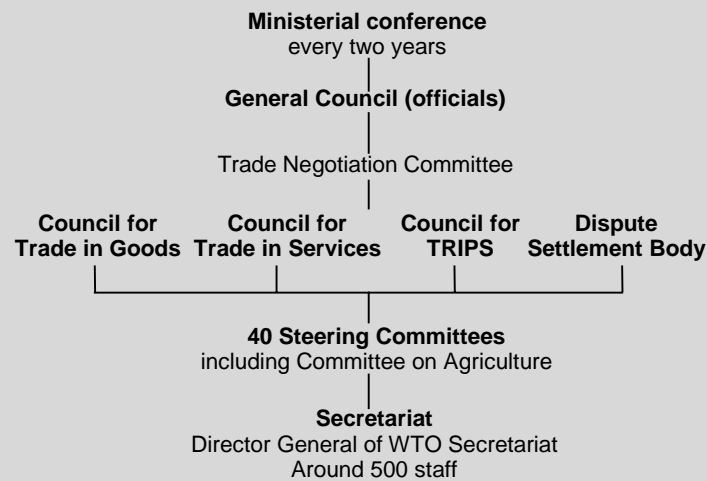 Ministerial conference
every two years
General Council (officials)
Trade Negotiation Committee
Council for
Trade in Goods
Council for
Trade in Services
Council for
TRIPS
Dispute
Settlement Body
40 Steering Committees
including Committee on Agriculture
Secretariat
Director General of WTO Secretariat
Around 500 staff